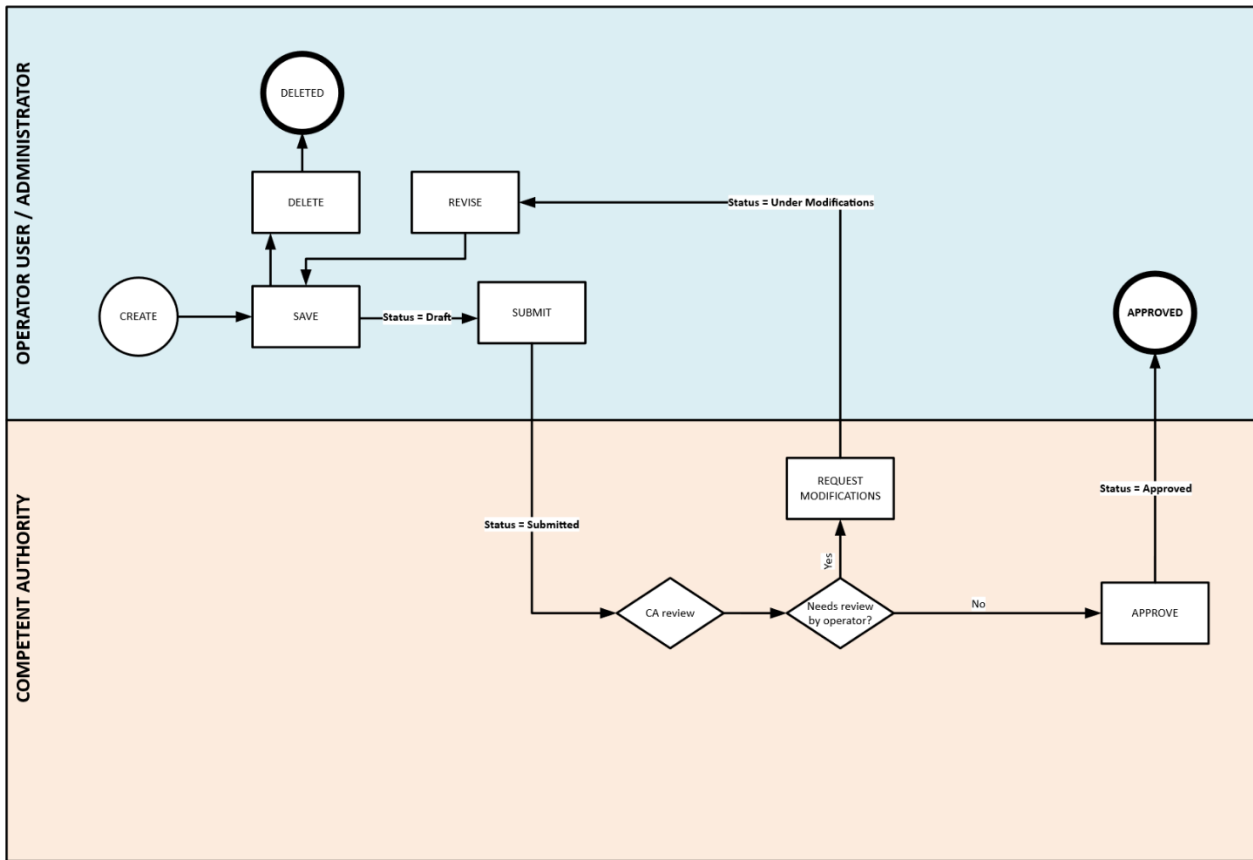 OPERATOR USER / ADMINISTRATOR
DELETED
DELETE
REVISE
Status = Under Modifications
CREATE
SAVE
Status = Draft
SUBMIT
APPROVED
COMPETENT AUTHORITY
REQUEST
MODIFICATIONS
Status = Approved
Status = Submitted
Yes
CA review
Needs review
by operator?
No
APPROVE